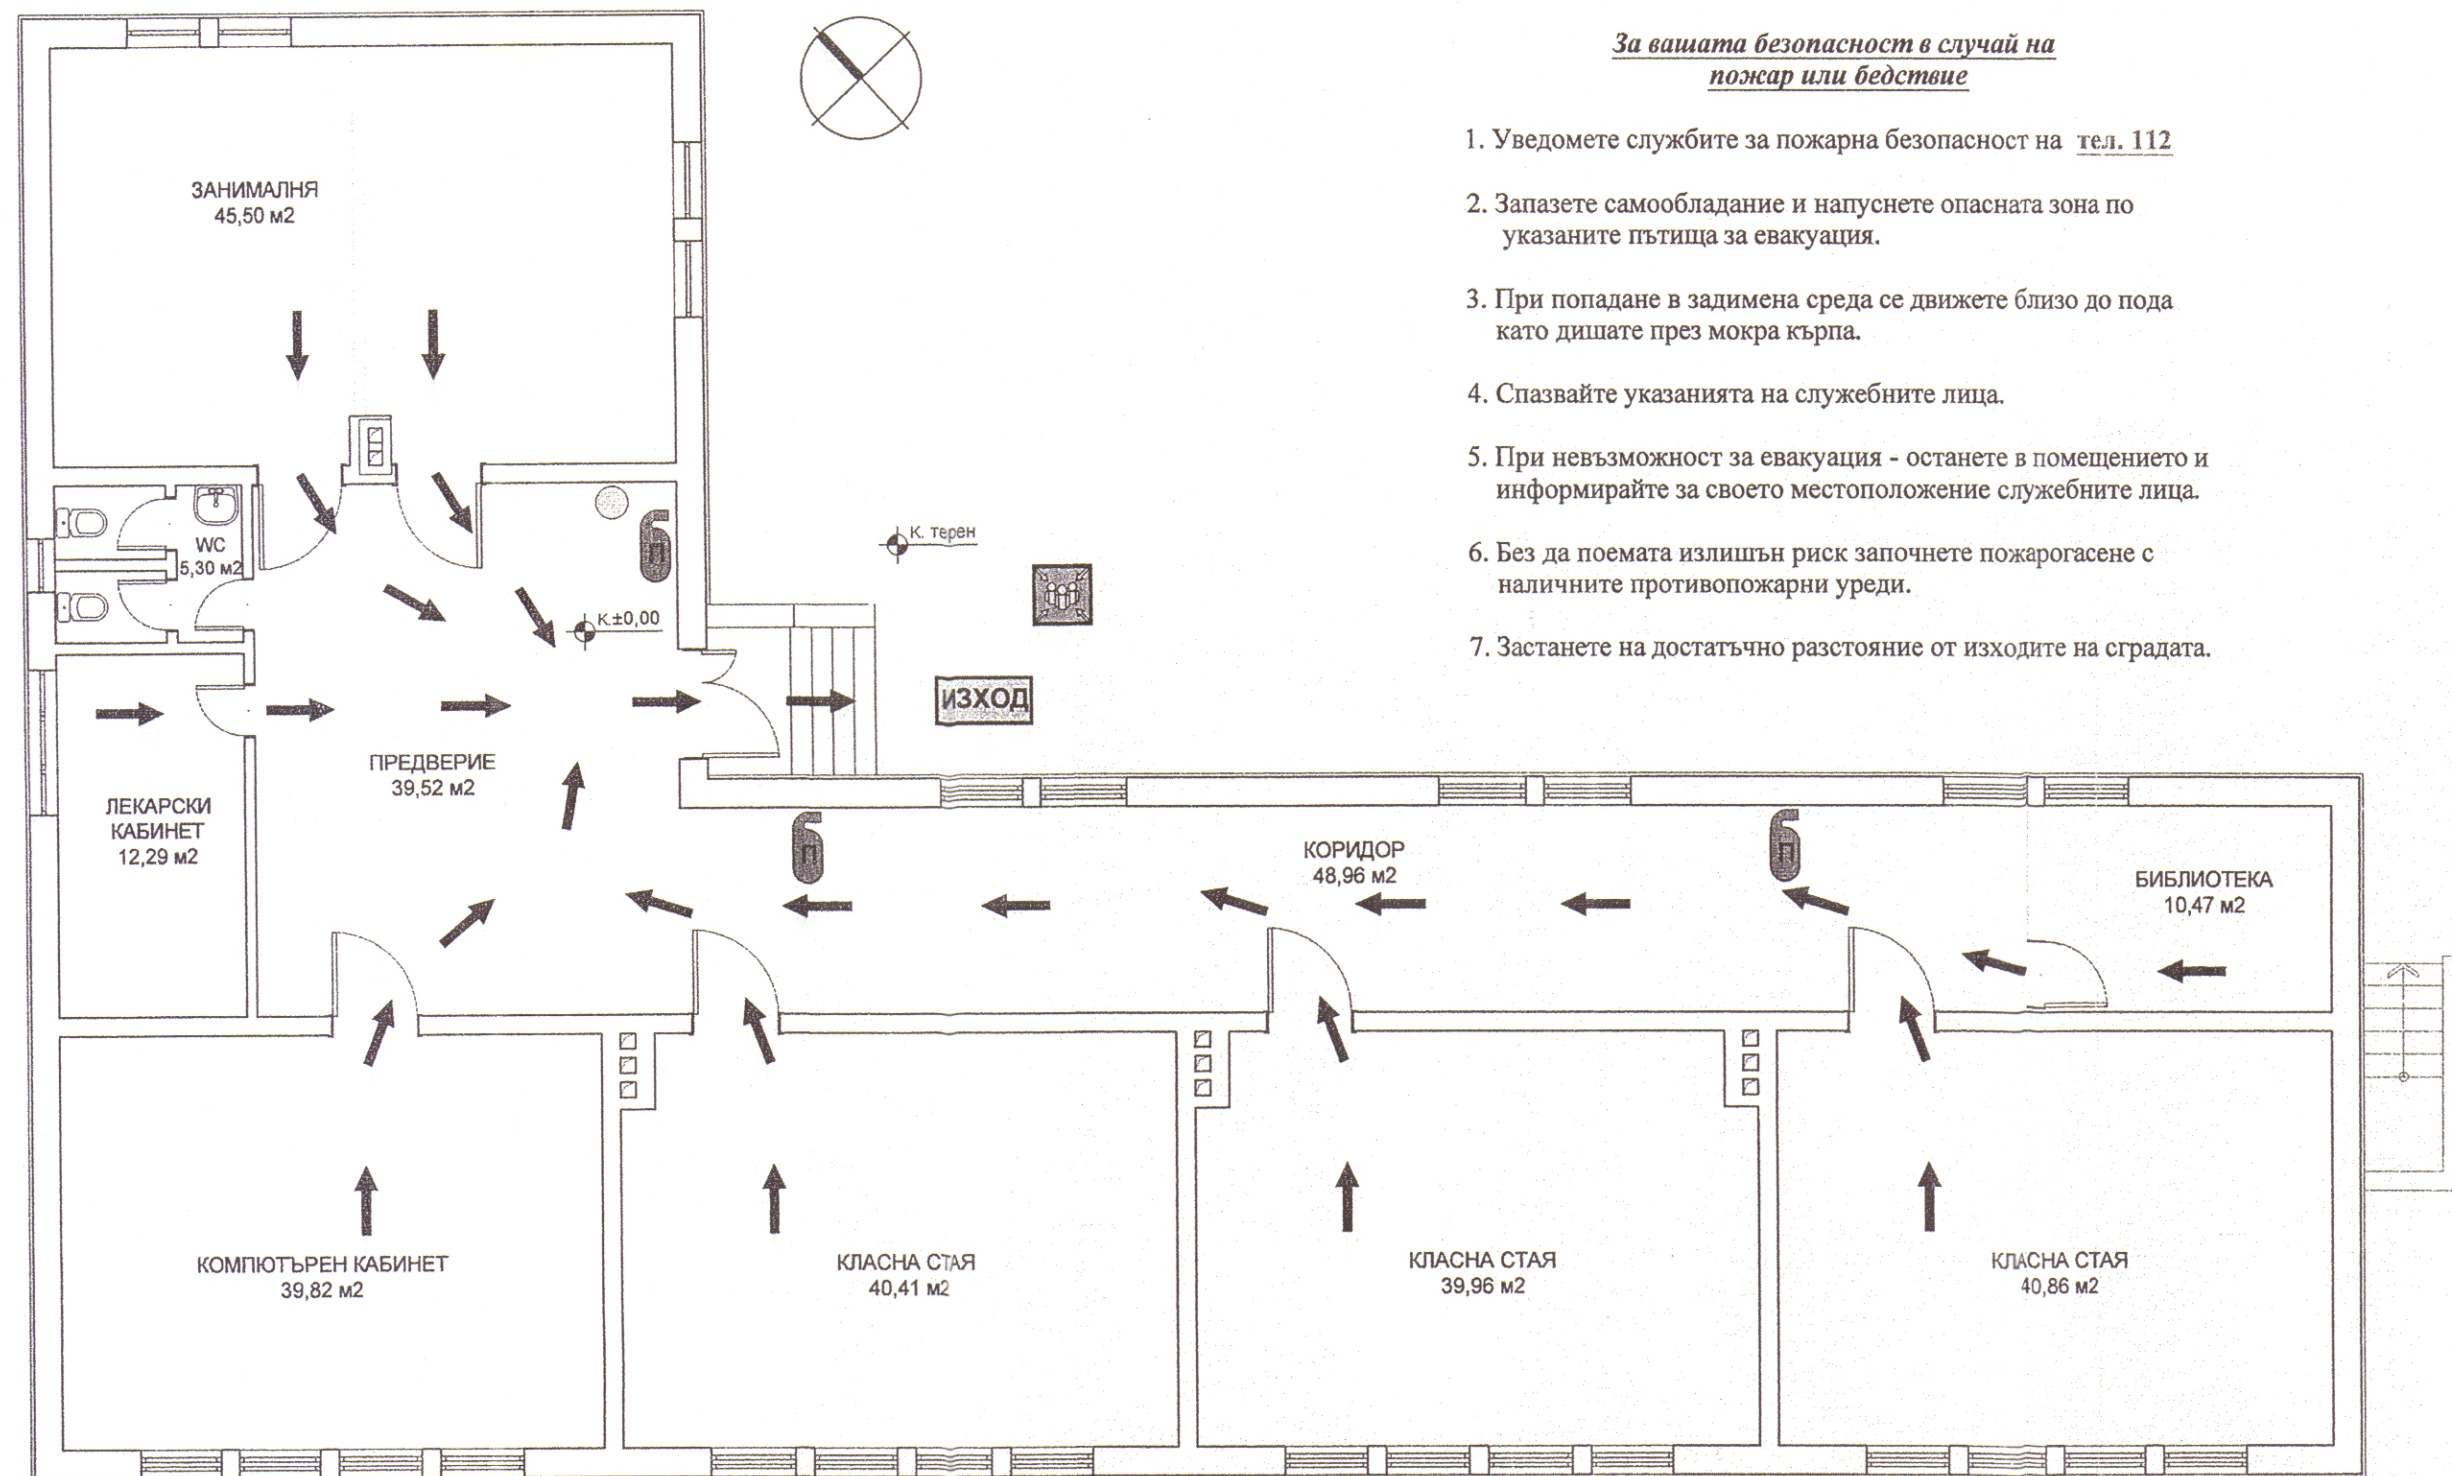 За вашата безопасност в случай на
пожар или бедствие
1. Уведомете службите за пожарна безопасност на тел. 112
2. Запазете самообладание и напуснете опасната зона по
указаните пътища за евакуация.
3. При попадане в задимена среда се движете близо до пода
като дишате през мокра кърпа.
4. Спазвайте указанията на служебните лица.
5. При невъзможност за евакуация - останете в помещението и
информирайте за своето местоположение служебните лица.
6. Без да поемата излишън риск започнете пожарогасене с
наличните противопожарни уреди.
7. Застанете на достатъчно разстояние от изходите на сградата.
ЗАНИМАЛНЯ
45,50 м2
WC
5,30 м2
П
К.±0,00
К. терен
ИЗХОД
ПРЕДВЕРИЕ
39,52 м2
ЛЕКАРСКИ
КАБИНЕТ
12,29 м2
П
КОРИДОР
48,96 м2
П
БИБЛИОТЕКА
10,47 м2
КОМПЮТЪРЕН КАБИНЕТ
39,82 м2
КЛАСНА СТАЯ
40,41 м2
КЛАСНА СТАЯ
39,96 м2
КЛАСНА СТАЯ
40,86 м2